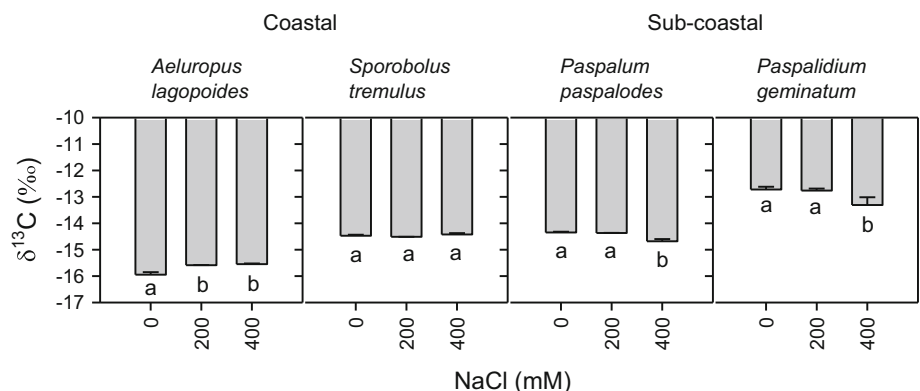 Coastal
Sub-coastal
Aeluropus
lagopoides
Sporobolus
tremulus
Paspalum
paspalodes
Paspalidium
geminatum
δ¹³C (‰)
-10
-11
-12
-13
-14
-15
-16
-17
a b b
a a a
a a b
a a b
0 200 400
0 200 400
0 200 400
0 200 400
NaCl (mM)